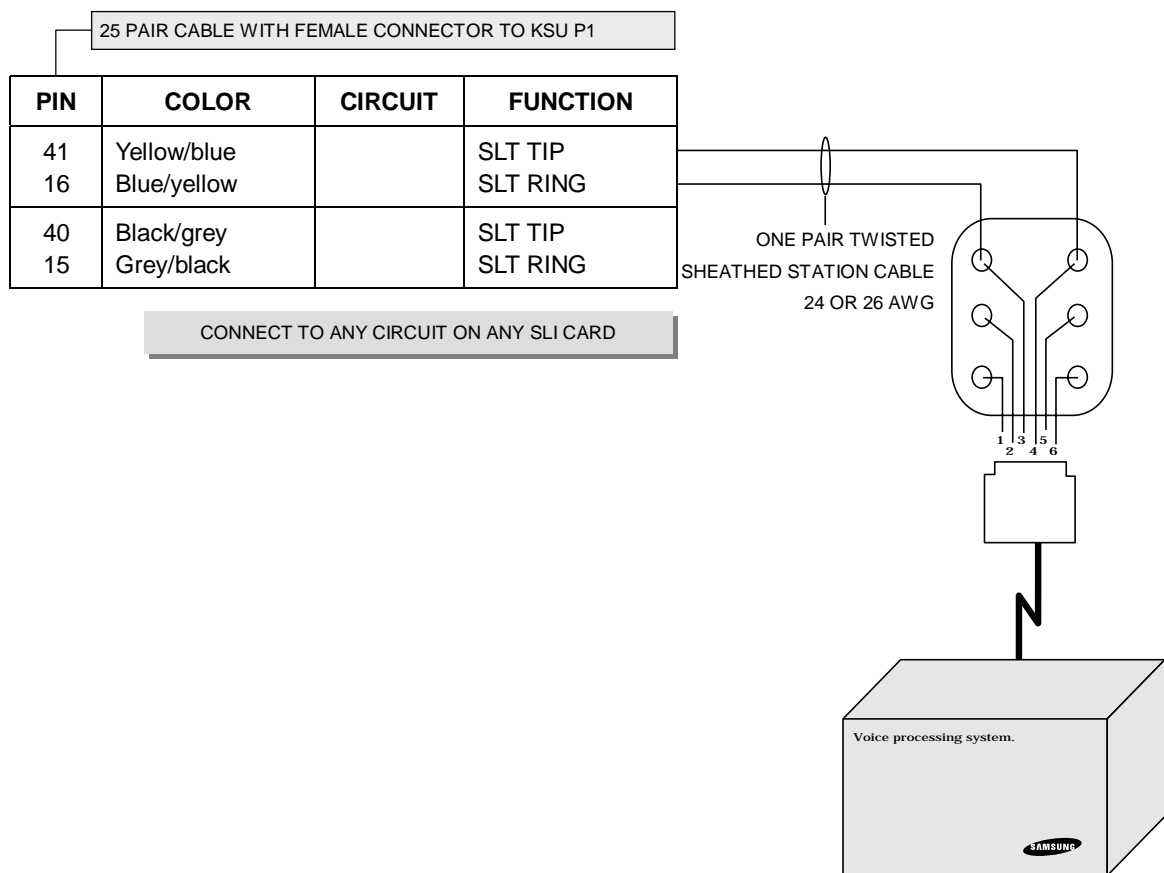 25 PAIR CABLE WITH FEMALE CONNECTOR TO KSU P1
PIN COLOR CIRCUIT FUNCTION
41 Yellow/blue SLT TIP
16 Blue/yellow SLT RING
40 Black/grey SLT TIP
15 Grey/black SLT RING
CONNECT TO ANY CIRCUIT ON ANY SLI CARD
ONE PAIR TWISTED
SHEATHED STATION CABLE
24 OR 26 AWG
1 2 3 4 5 6
Voice processing system.
SAMSUNG